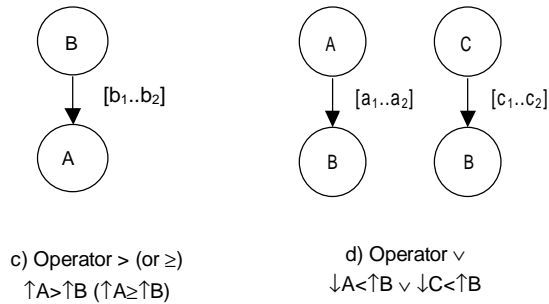 B
[b₁..b₂]
A
c) Operator > (or ≥)
↑A>↑B (↑A≥↑B)
A
C
[a₁..a₂]
[c₁..c₂]
B
B
d) Operator ∨
↓A<↑B ∨ ↓C<↑B